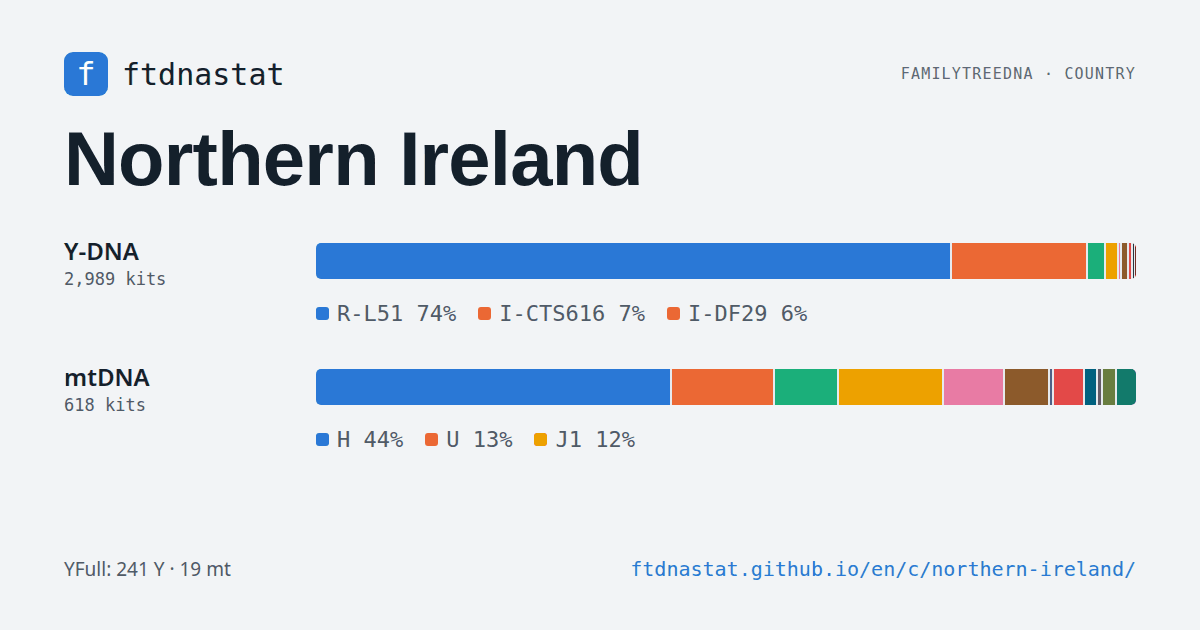 f ftdnastat
FAMILYTREEDNA · COUNTRY
Northern Ireland
Y-DNA
2,989 kits
R-L51 74% I-CTS616 7% I-DF29 6%
mtDNA
618 kits
H 44% U 13% J1 12%
YFull: 241 Y · 19 mt
ftdnastat.github.io/en/c/northern-ireland/